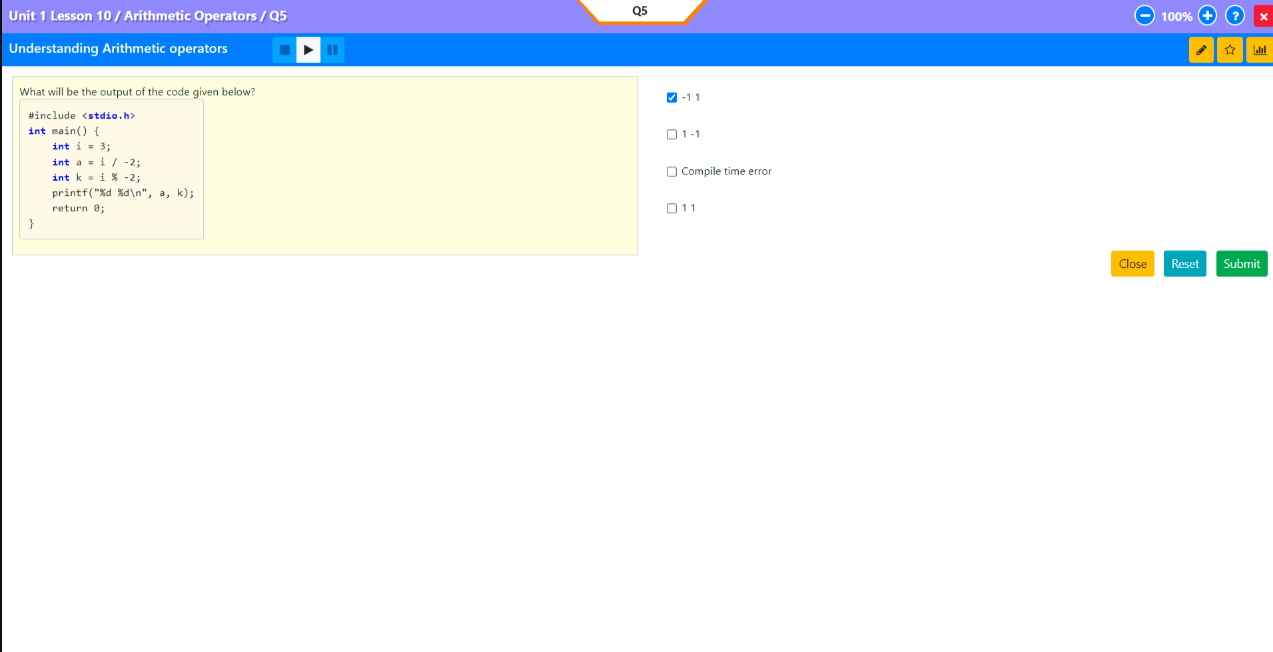 Unit 1 Lesson 10 / Arithmetic Operators / Q5
Q5
100%
?
Understanding Arithmetic operators
What will be the output of the code given below?
#include <stdio.h>
int main() {
    int i = 3;
    int a = i / -2;
    int k = i % -2;
    printf("%d %d\n", a, k);
    return 0;
}
-1 1
1 -1
Compile time error
1 1
Close Reset Submit